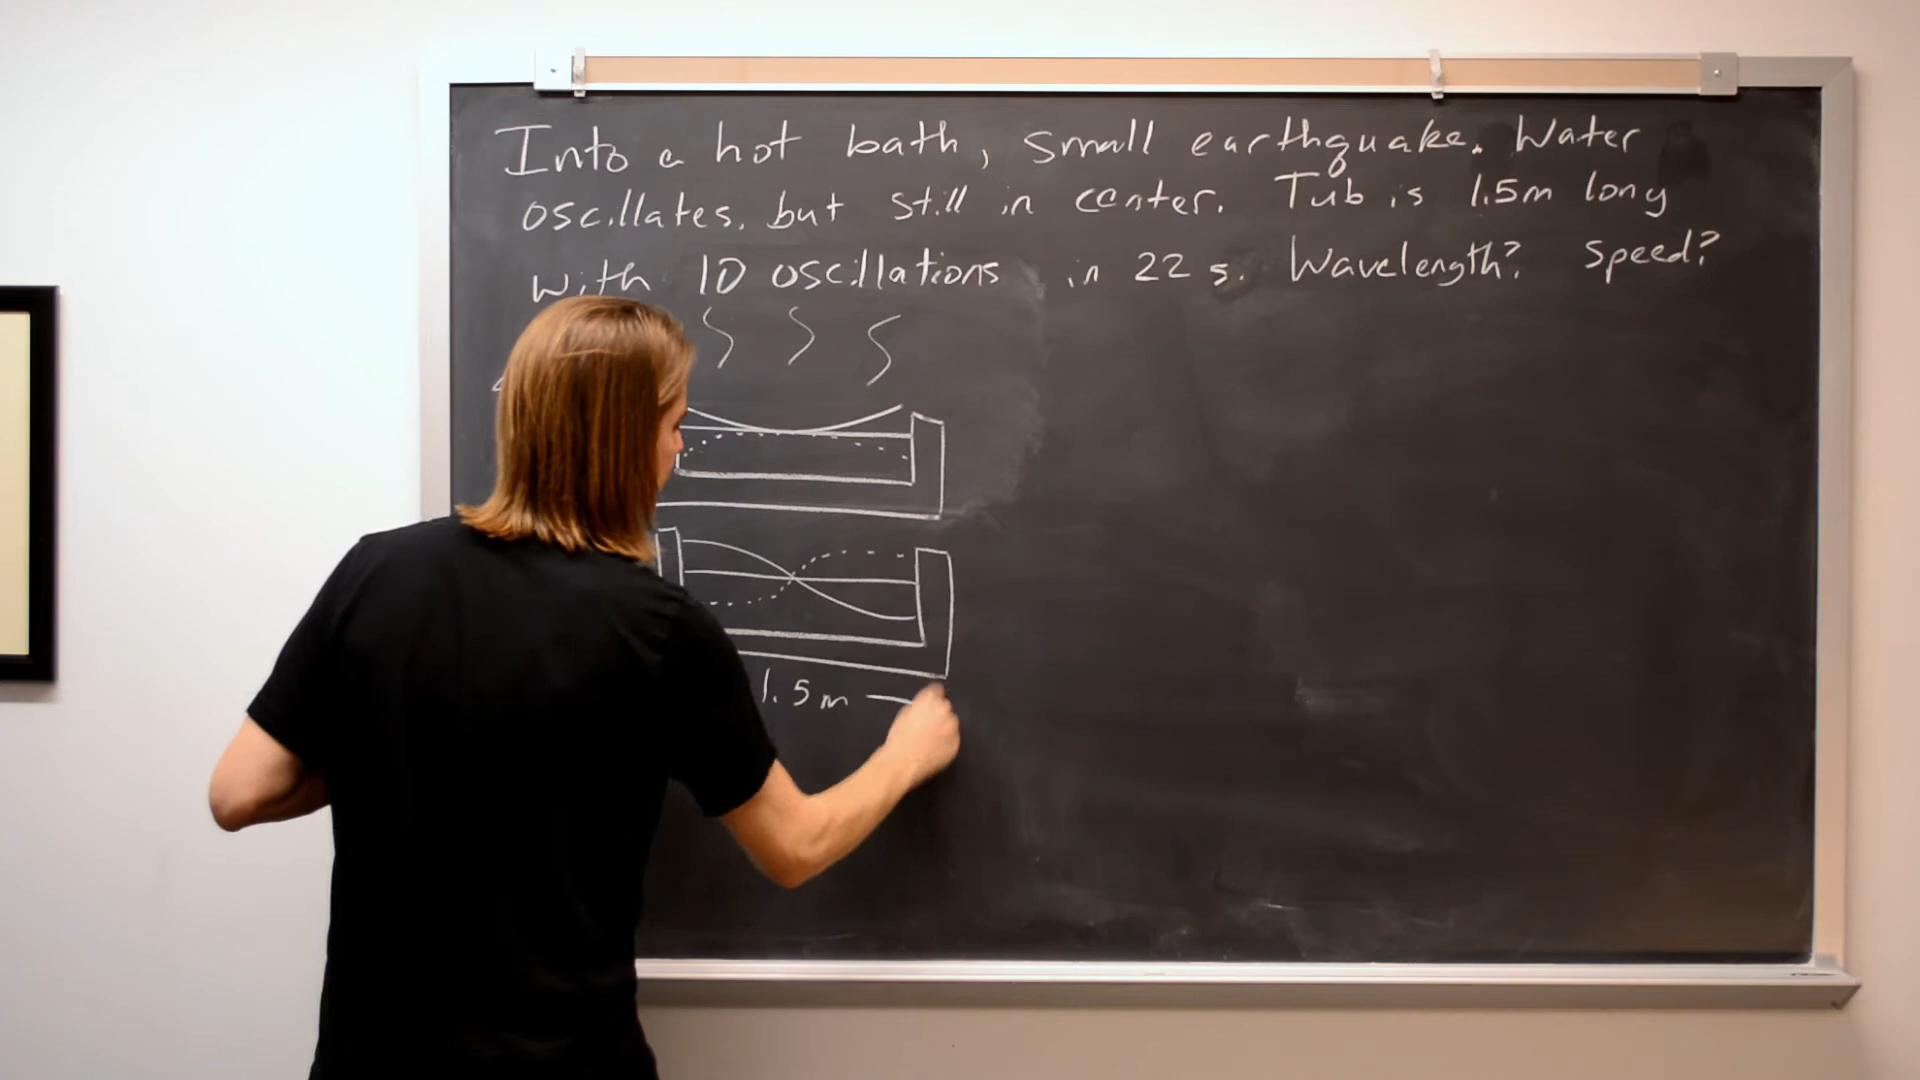 Into a hot bath, small earthquake. Water
oscillates, but still in center. Tub is 1.5m long
with 10 oscillations in 22 s. Wavelength? Speed?
1.5m